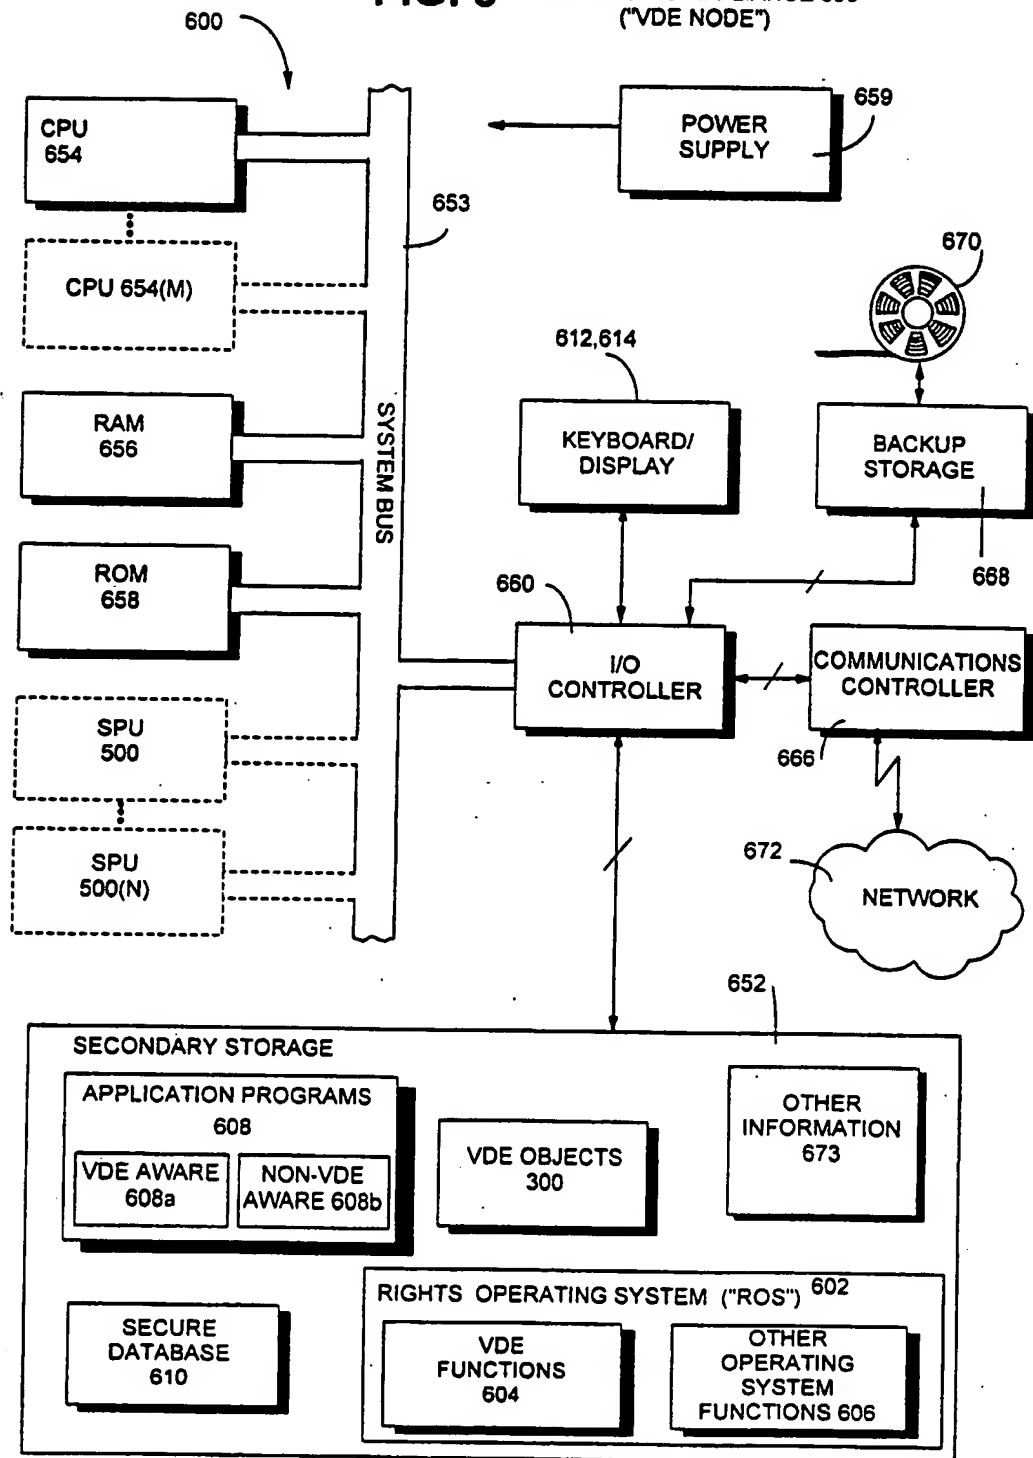 600
("VDE NODE")
CPU
654
POWER
SUPPLY
659
653
CPU 654(M)
670
612,614
RAM
656
SYSTEM BUS
KEYBOARD/
DISPLAY
BACKUP
STORAGE
668
ROM
658
660
I/O
CONTROLLER
COMMUNICATIONS
CONTROLLER
666
SPU
500
SPU
500(N)
672
NETWORK
652
SECONDARY STORAGE
APPLICATION PROGRAMS
608
VDE AWARE
608a
NON-VDE
AWARE 608b
VDE OBJECTS
300
OTHER
INFORMATION
673
SECURE
DATABASE
610
RIGHTS OPERATING SYSTEM ("ROS") 602
VDE
FUNCTIONS
604
OTHER
OPERATING
SYSTEM
FUNCTIONS 606